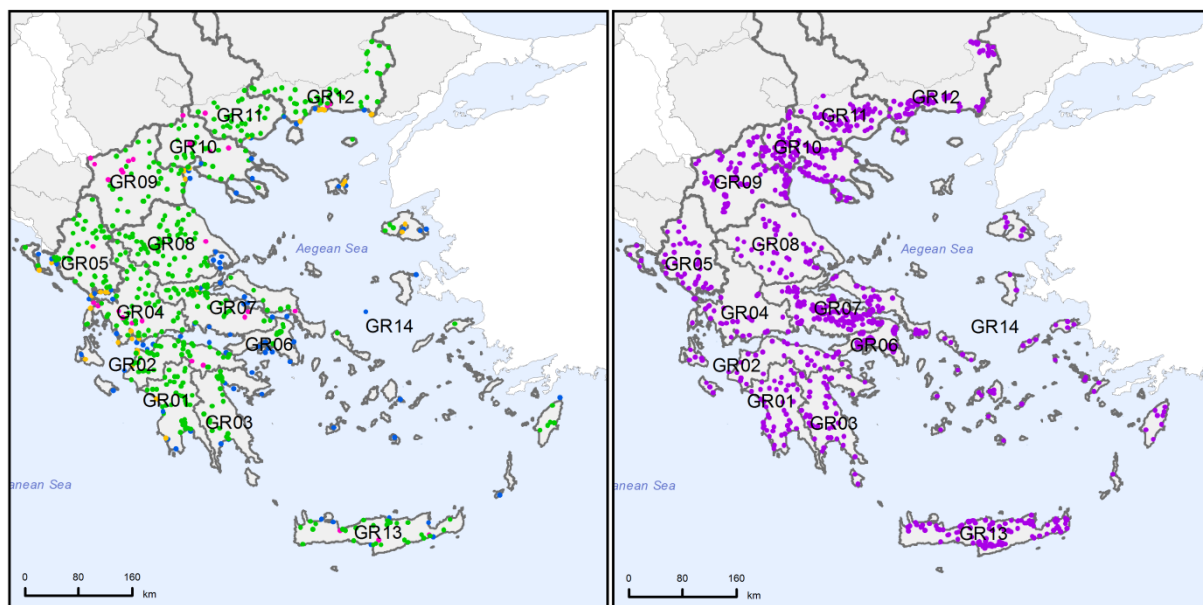 GR12
GR11
GR10
GR09
Aegean Sea
GR08
GR05
GR07
GR04
GR14
GR06
GR02
GR01
GR03
anean Sea
GR13
0 80 160
km
GR12
GR11
GR10
GR09
Aegean Sea
GR08
GR05
GR07
GR04
GR14
GR06
GR02
GR01
GR03
anean Sea
GR13
0 80 160
km